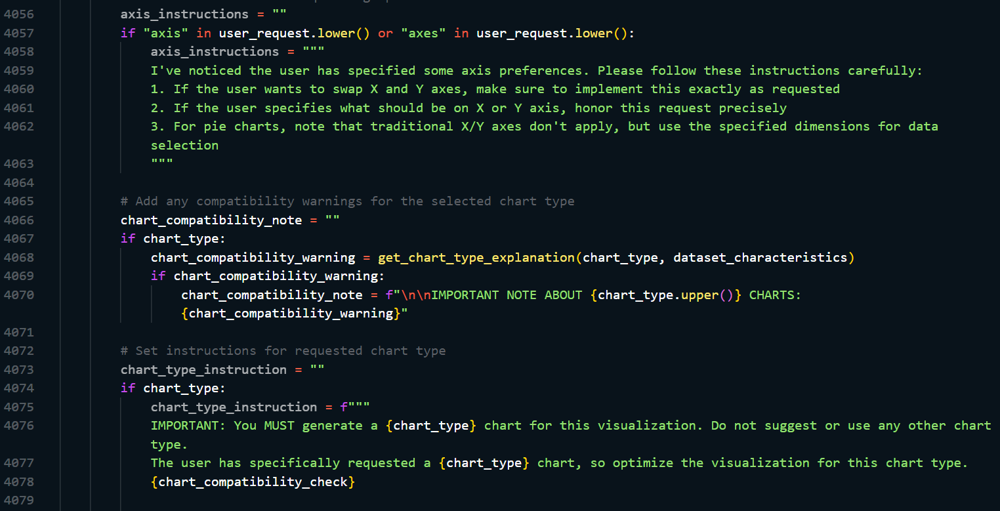 4056 axis_instructions = ""
4057 if "axis" in user_request.lower() or "axes" in user_request.lower():
4058 axis_instructions = """
4059 I've noticed the user has specified some axis preferences. Please follow these instructions carefully:
4060 1. If the user wants to swap X and Y axes, make sure to implement this exactly as requested
4061 2. If the user specifies what should be on X or Y axis, honor this request precisely
4062 3. For pie charts, note that traditional X/Y axes don't apply, but use the specified dimensions for data
selection
4063 """
4064
4065 # Add any compatibility warnings for the selected chart type
4066 chart_compatibility_note = ""
4067 if chart_type:
4068 chart_compatibility_warning = get_chart_type_explanation(chart_type, dataset_characteristics)
4069 if chart_compatibility_warning:
4070 chart_compatibility_note = f"\n\nIMPORTANT NOTE ABOUT {chart_type.upper()} CHARTS:
{chart_compatibility_warning}"
4071
4072 # Set instructions for requested chart type
4073 chart_type_instruction = ""
4074 if chart_type:
4075 chart_type_instruction = f"""
4076 IMPORTANT: You MUST generate a {chart_type} chart for this visualization. Do not suggest or use any other chart
type.
4077 The user has specifically requested a {chart_type} chart, so optimize the visualization for this chart type.
4078 {chart_compatibility_check}
4079